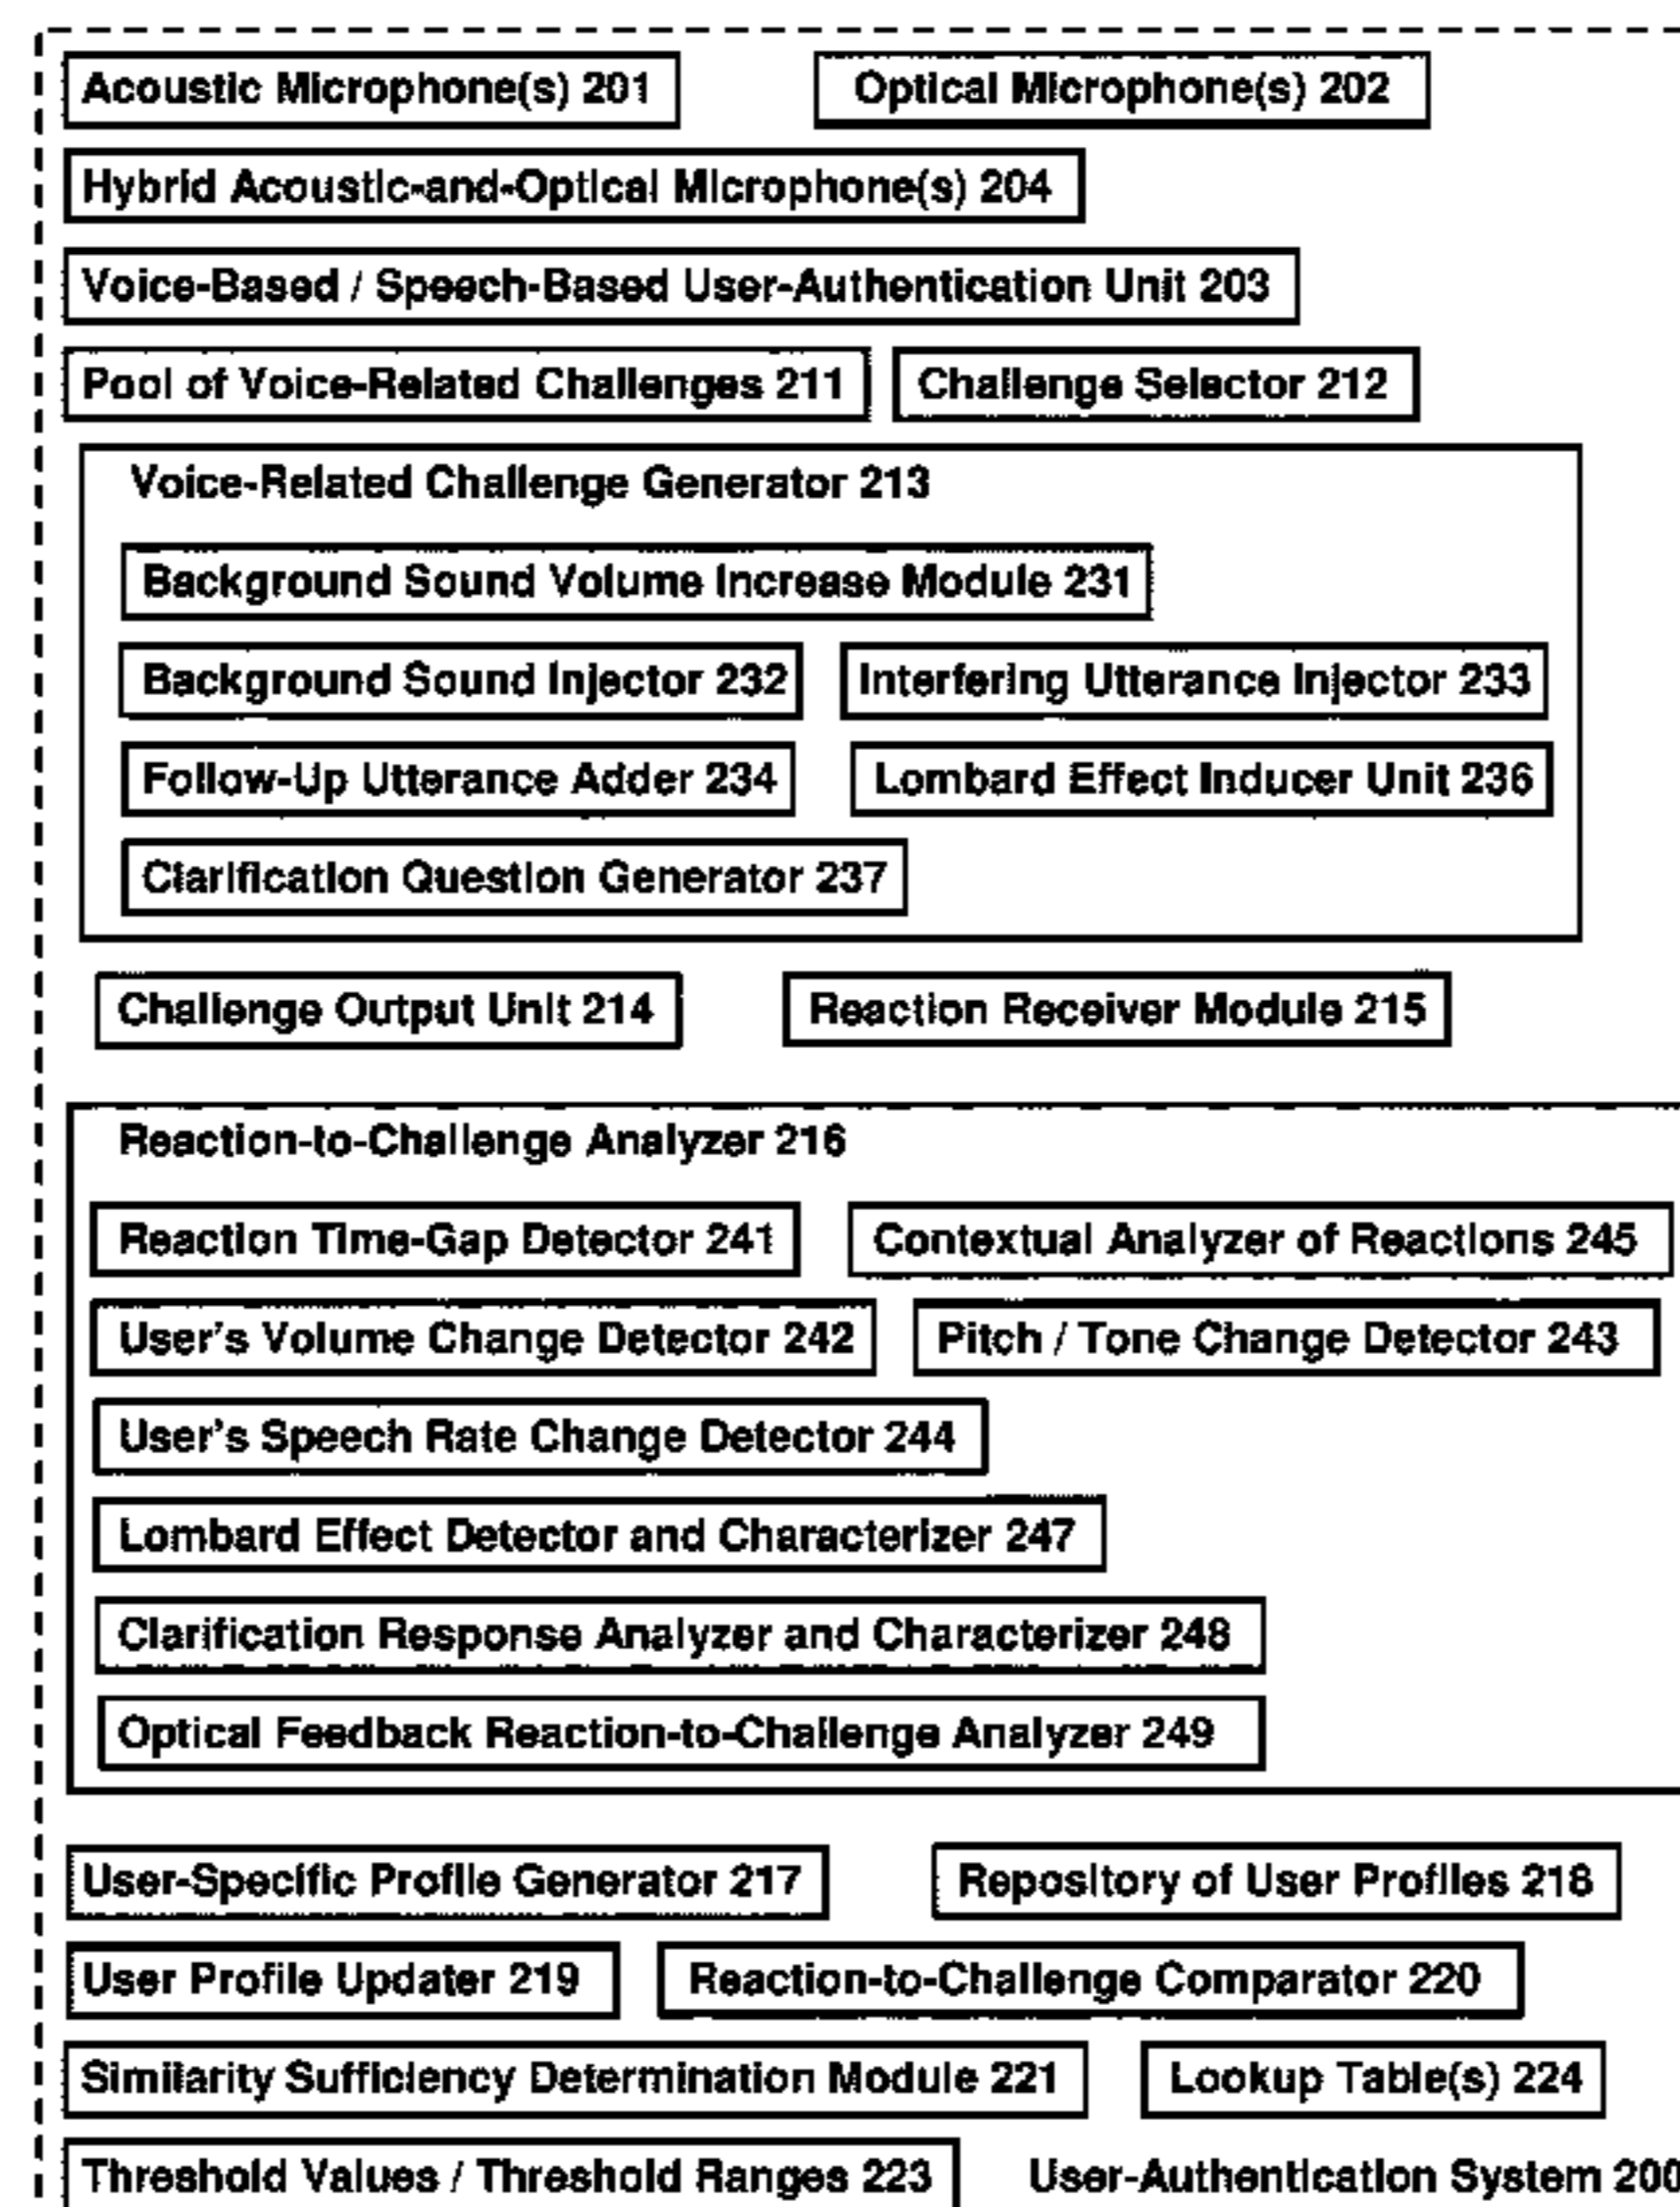 Acoustic Microphone(s) 201
Optical Microphone(s) 202
Hybrid Acoustic-and-Optical Microphone(s) 204
Voice-Based / Speech-Based User-Authentication Unit 203
Pool of Voice-Related Challenges 211
Challenge Selector 212
Voice-Related Challenge Generator 213
Background Sound Volume Increase Module 231
Background Sound Injector 232
Interfering Utterance Injector 233
Follow-Up Utterance Adder 234
Lombard Effect Inducer Unit 236
Clarification Question Generator 237
Challenge Output Unit 214
Reaction Receiver Module 215
Reaction-to-Challenge Analyzer 216
Reaction Time-Gap Detector 241
Contextual Analyzer of Reactions 245
User's Volume Change Detector 242
Pitch / Tone Change Detector 243
User's Speech Rate Change Detector 244
Lombard Effect Detector and Characterizer 247
Clarification Response Analyzer and Characterizer 248
Optical Feedback Reaction-to-Challenge Analyzer 249
User-Specific Profile Generator 217
Repository of User Profiles 218
User Profile Updater 219
Reaction-to-Challenge Comparator 220
Similarity Sufficiency Determination Module 221
Lookup Table(s) 224
Threshold Values / Threshold Ranges 223
User-Authentication System 200